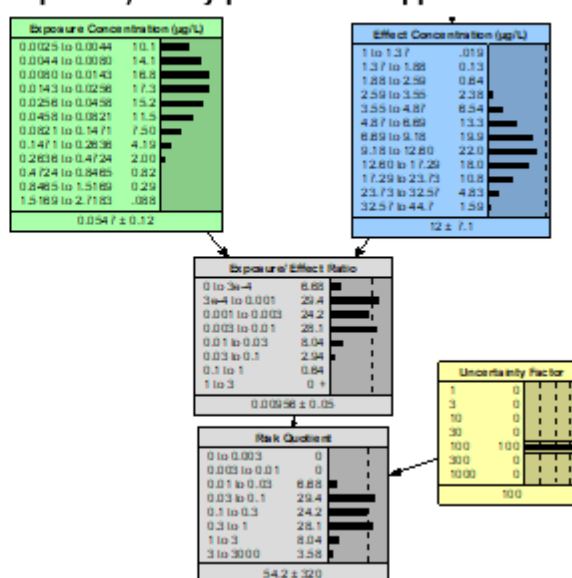 Exposure Concentration (µg/L)
0.0025 to 0.0044 10.1
0.0044 to 0.0080 14.1
0.0080 to 0.0143 16.8
0.0143 to 0.0256 17.3
0.0256 to 0.0458 15.2
0.0458 to 0.0821 11.5
0.0821 to 0.1471 7.50
0.1471 to 0.2636 4.19
0.2636 to 0.4724 2.00
0.4724 to 0.8465 0.82
0.8465 to 1.5169 0.29
1.5169 to 2.7183 .088
0.0547 ± 0.12
Effect Concentration (µg/L)
1 to 1.37 .019
1.37 to 1.88 0.13
1.88 to 2.59 0.64
2.59 to 3.55 2.38
3.55 to 4.87 6.54
4.87 to 6.69 13.3
6.69 to 9.18 19.9
9.18 to 12.60 22.0
12.60 to 17.29 18.0
17.29 to 23.73 10.8
23.73 to 32.57 4.83
32.57 to 44.7 1.59
12 ± 7.1
Exposure/Effect Ratio
0 to 3e-4 6.68
3e-4 to 0.001 29.4
0.001 to 0.003 24.2
0.003 to 0.01 28.1
0.01 to 0.03 8.04
0.03 to 0.1 2.94
0.1 to 1 0.64
1 to 3 0 +
0.00956 ± 0.05
Uncertainty Factor
1 0
3 0
10 0
30 0
100 100
300 0
1000 0
100
Risk Quotient
0 to 0.003 0
0.003 to 0.01 0
0.01 to 0.03 6.68
0.03 to 0.1 29.4
0.1 to 0.3 24.2
0.3 to 1 28.1
1 to 3 8.04
3 to 3000 3.58
54.2 ± 320